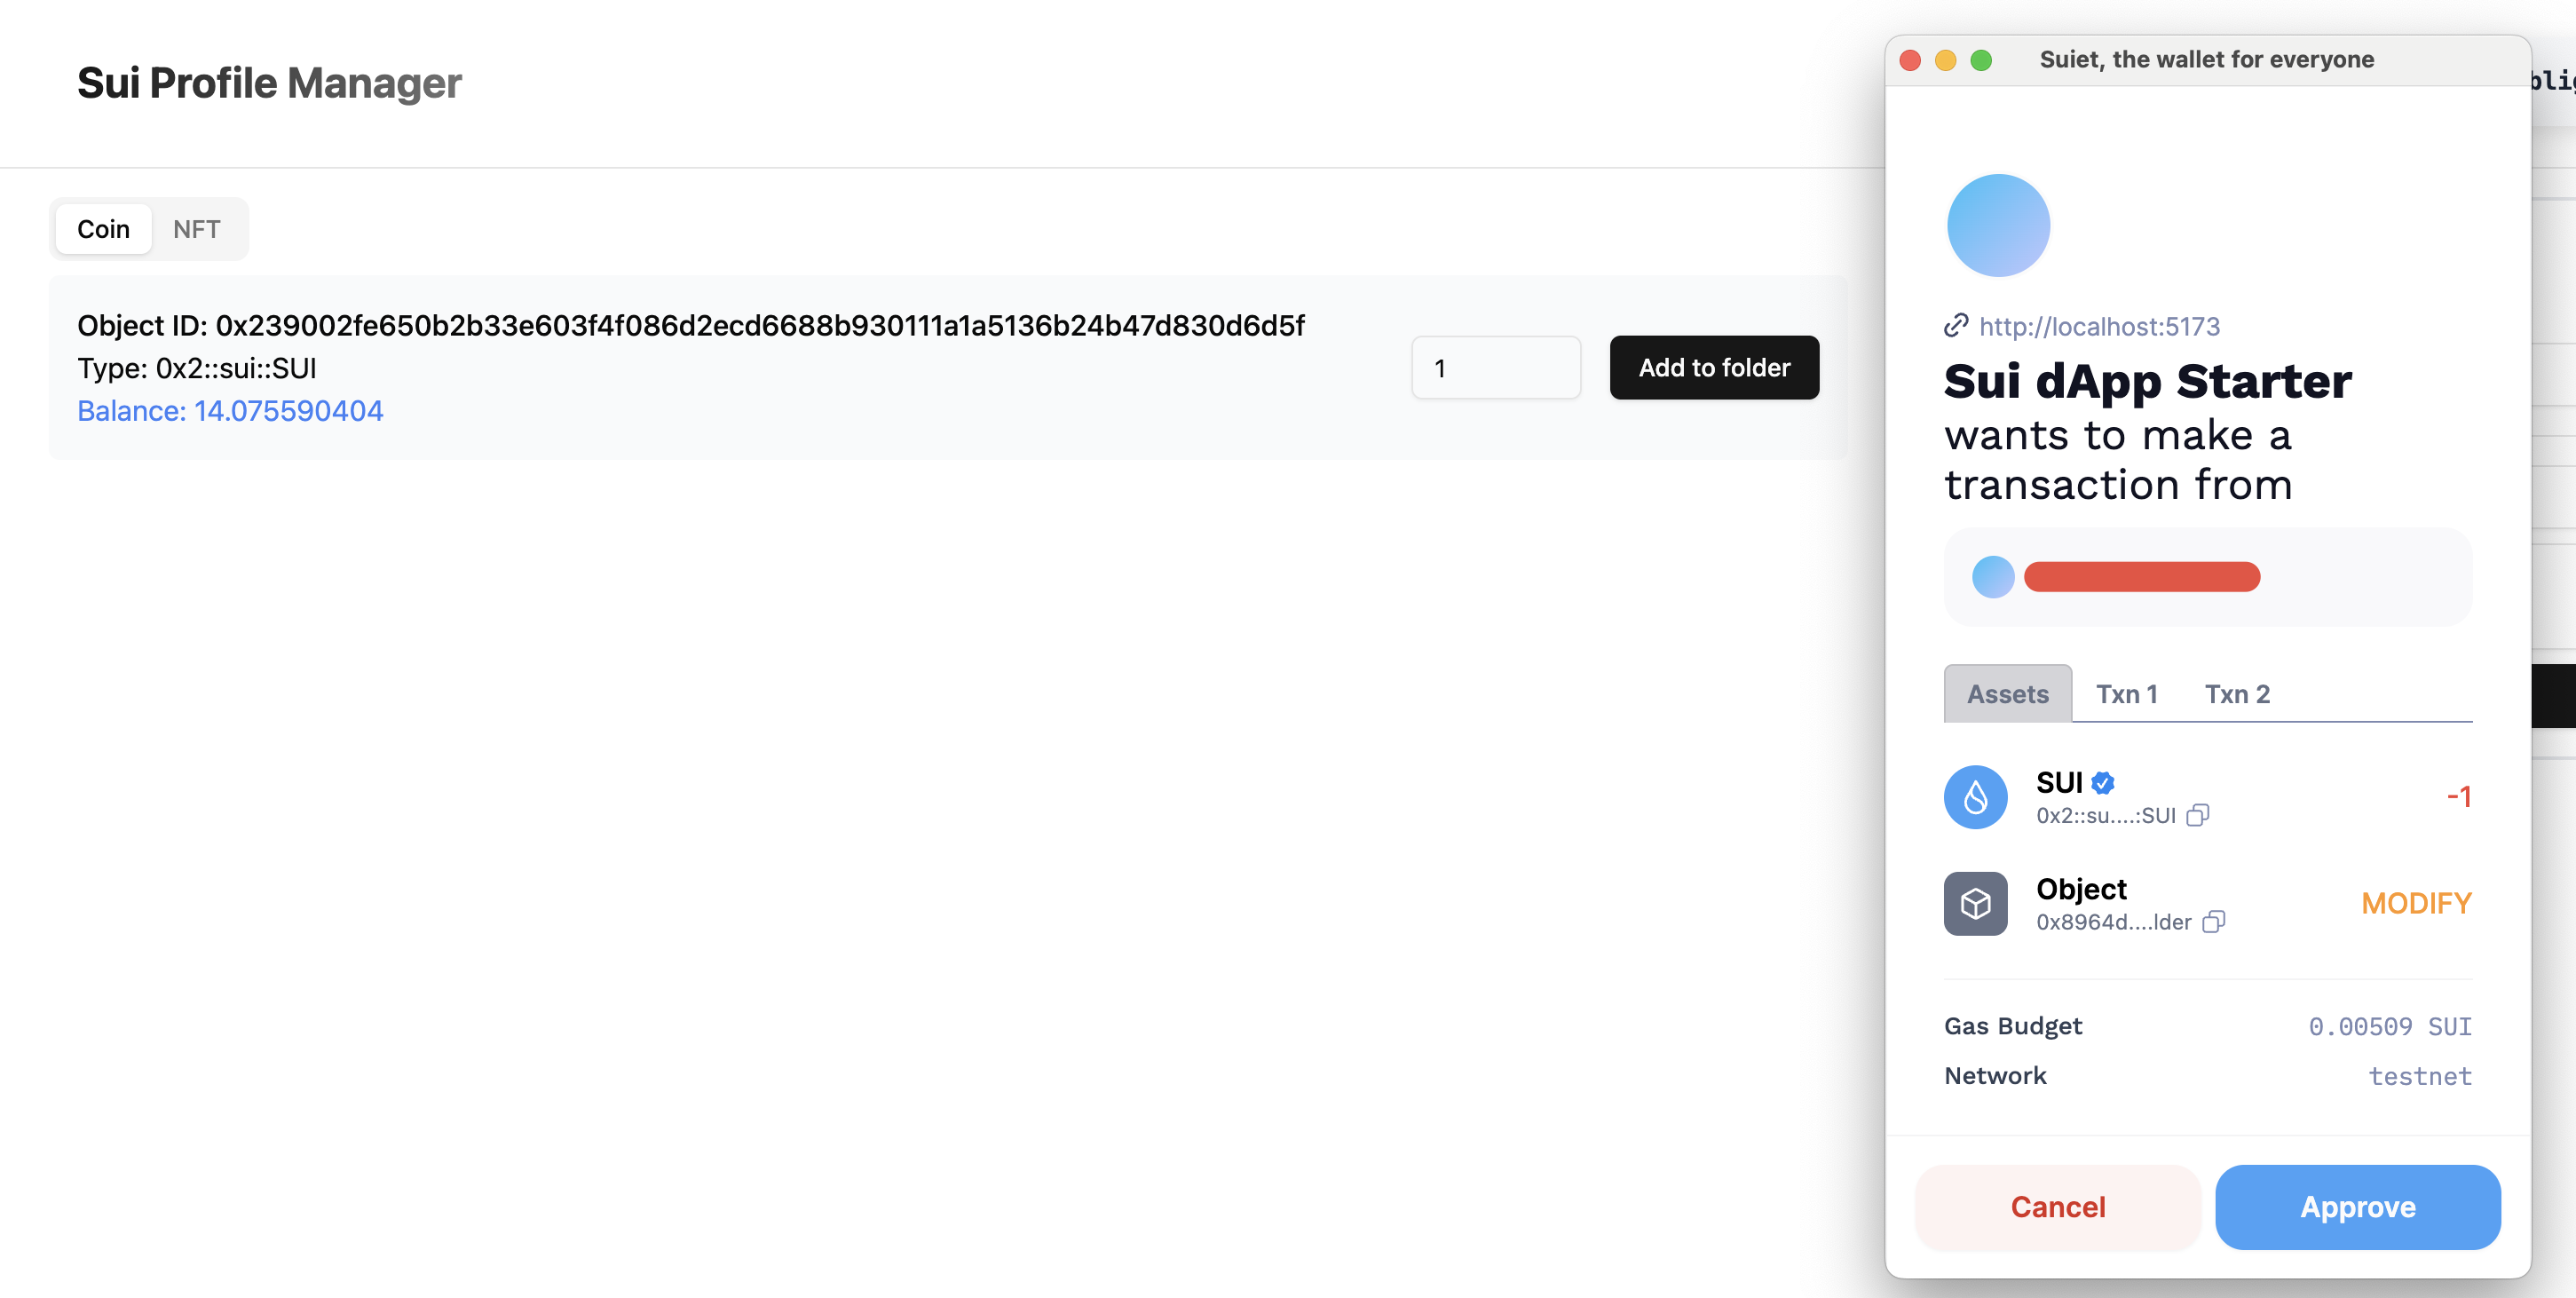 Sui Profile Manager
Coin
NFT
Object ID: 0x239002fe650b2b33e603f4f086d2ecd6688b930111a1a5136b24b47d830d6d5f
Type: 0x2::sui::SUI
Balance: 14.075590404
1
Add to folder
Suiet, the wallet for everyone
http://localhost:5173
Sui dApp Starter
wants to make a
transaction from
Assets
Txn 1
Txn 2
SUI
0x2::su....:SUI
-1
Object
0x8964d....lder
MODIFY
Gas Budget
0.00509 SUI
Network
testnet
Cancel
Approve